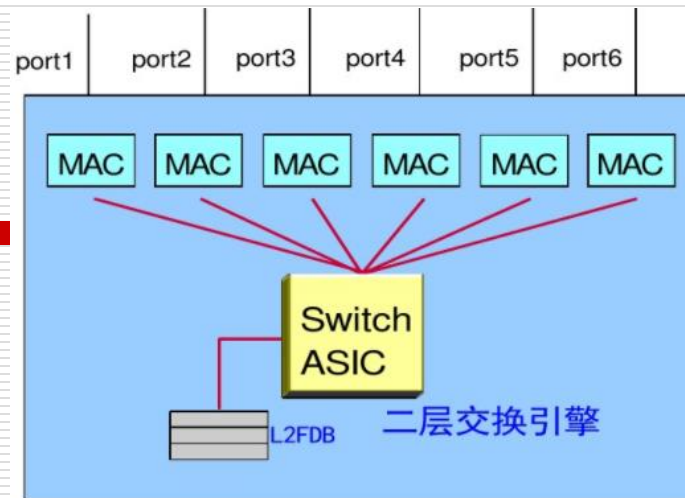 port1 port2 port3 port4 port5 port6
MAC MAC MAC MAC MAC MAC
Switch
ASIC
L2FDB
二层交换引擎